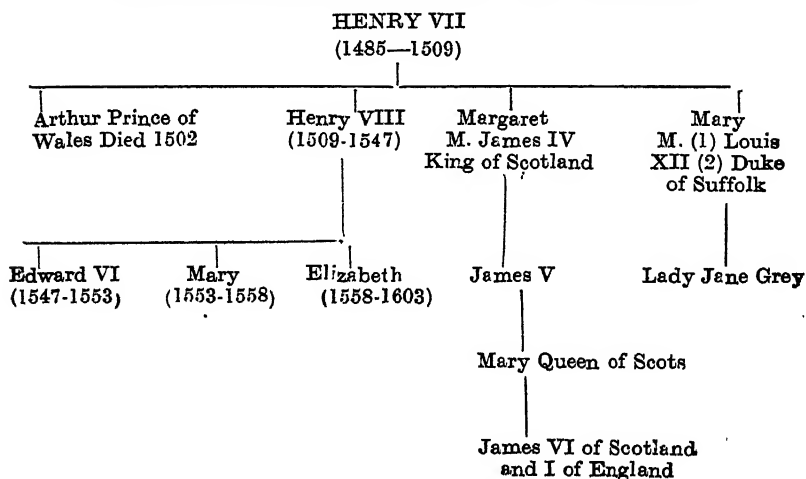 HENRY VII
(1485—1509)
Arthur Prince of
Wales Died 1502
Henry VIII
(1509-1547)
Margaret
M. James IV
King of Scotland
Mary
M. (1) Louis
XII (2) Duke
of Suffolk
Edward VI
(1547-1553)
Mary
(1553-1558)
Elizabeth
(1558-1603)
James V
Lady Jane Grey
Mary Queen of Scots
James VI of Scotland
and I of England